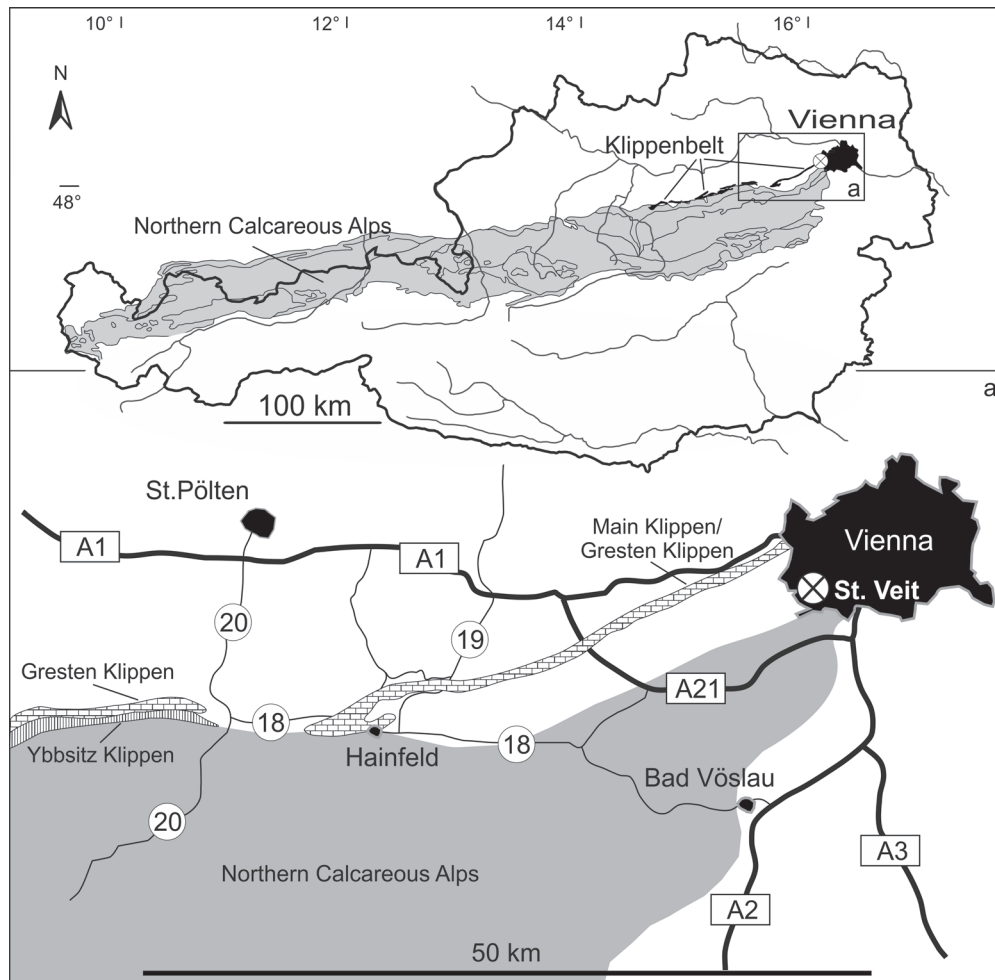 10° 12° 14° 16°
N
48°
Vienna
Klippenbelt
a
Northern Calcareous Alps
100 km
a
St.Pölten
A1
A1
Main Klippen/
Gresten Klippen
Vienna
St. Veit
20
19
Gresten Klippen
A21
18
18
Ybbsitz Klippen
Hainfeld
Bad Vöslau
20
A3
Northern Calcareous Alps
A2
50 km